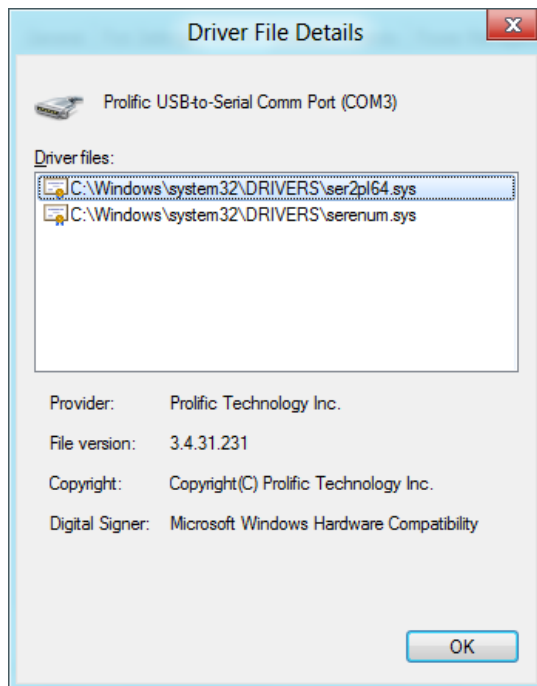 Driver File Details
X
Prolific USB-to-Serial Comm Port (COM3)
Driver files:
C:\Windows\system32\DRIVERS\ser2pl64.sys
C:\Windows\system32\DRIVERS\serenum.sys
Provider: Prolific Technology Inc.
File version: 3.4.31.231
Copyright: Copyright(C) Prolific Technology Inc.
Digital Signer: Microsoft Windows Hardware Compatibility
OK